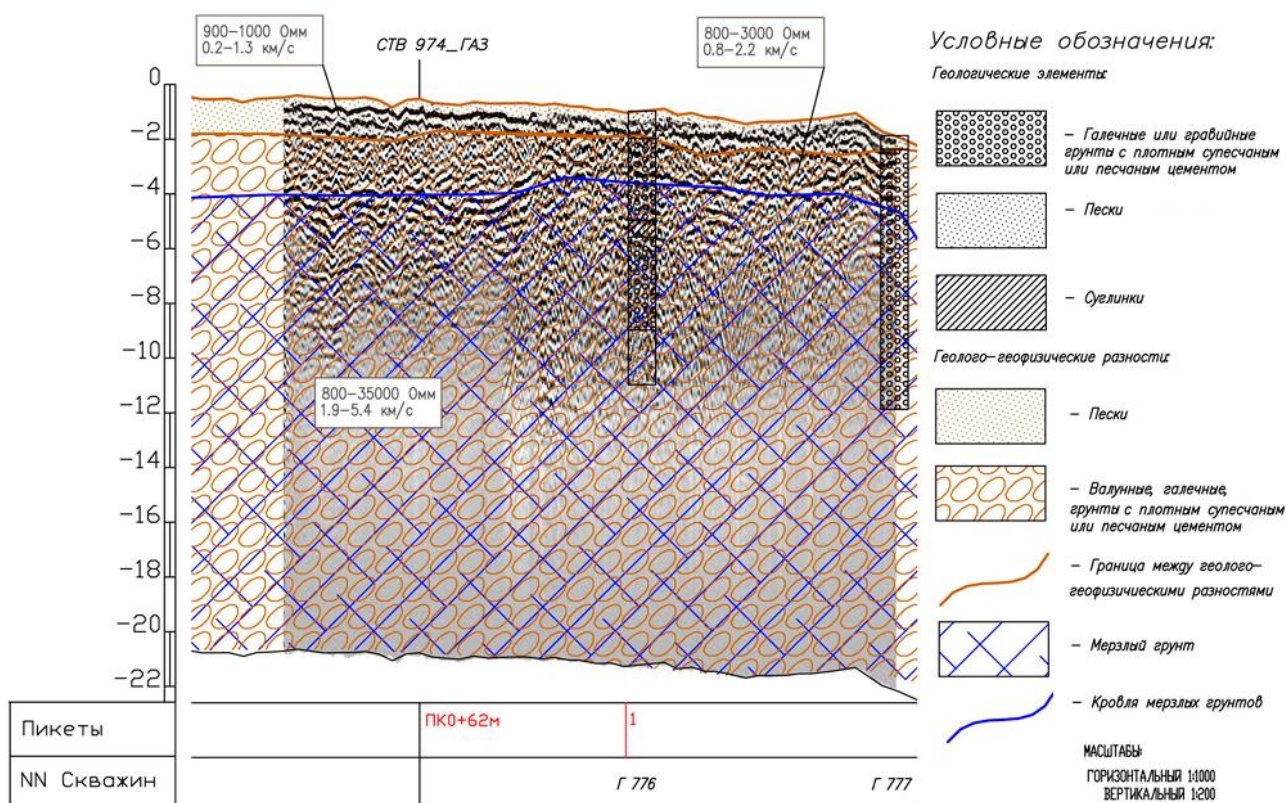 900-1000 Омм
0.2-1.3 км/с
СТВ 974_ГАЗ
800-3000 Омм
0.8-2.2 км/с
0
-2
-4
-6
-8
-10
-12
-14
-16
-18
-20
-22
800-35000 Омм
1.9-5.4 км/с
Пикеты
ПК0+62м
1
NN Скважин
Г 776
Г 777
Условные обозначения:
Геологические элементы:
- Галечные или гравийные
грунты с плотным супесчаным
или песчаным цементом
- Пески
- Суглинки
Геолого-геофизические разности:
- Пески
- Валунные, галечные,
грунты с плотным супесчаным
или песчаным цементом
- Граница между геолого-
геофизическими разностями
- Мерзлый грунт
- Кровля мерзлых грунтов
МАСШТАБЫ:
ГОРИЗОНТАЛЬНЫЙ 1:1000
ВЕРТИКАЛЬНЫЙ 1:200